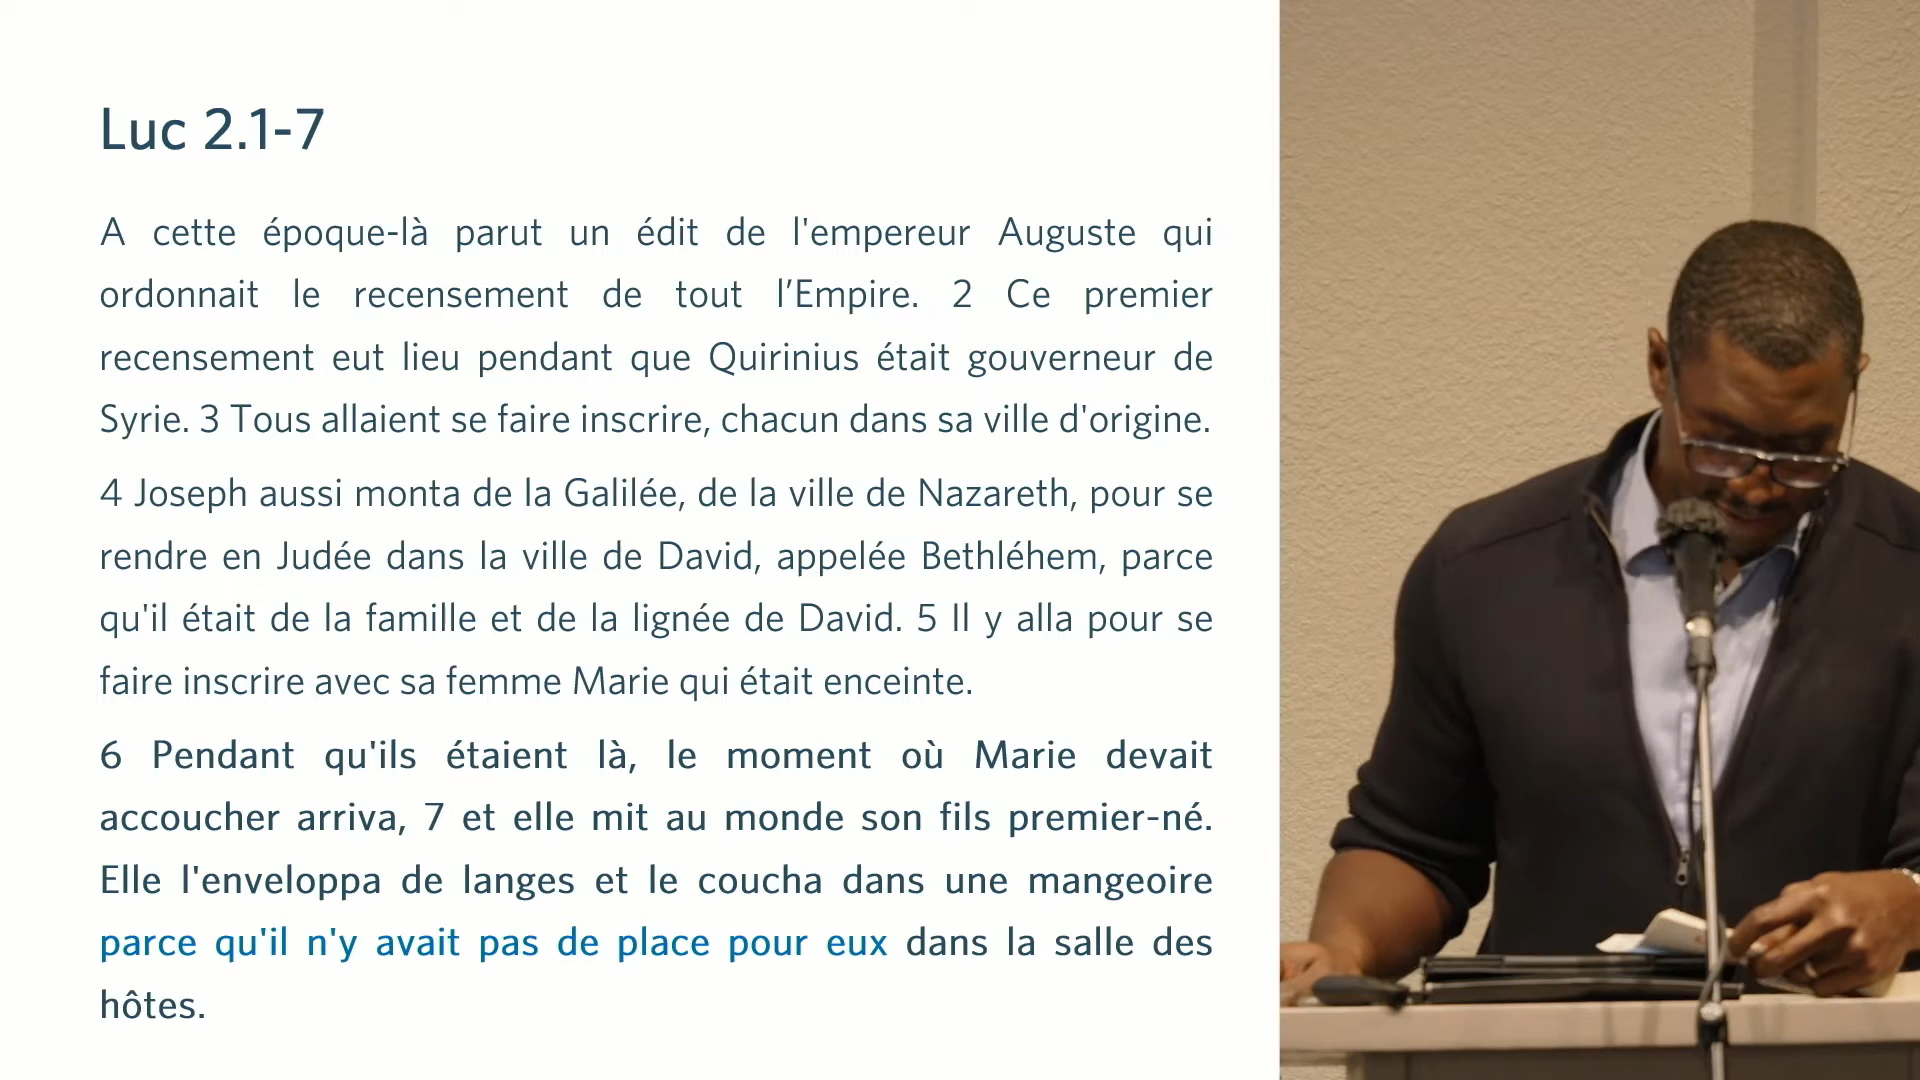 Luc 2.1-7
A cette époque-là parut un édit de l'empereur Auguste qui
ordonnait le recensement de tout l’Empire. 2 Ce premier
recensement eut lieu pendant que Quirinius était gouverneur de
Syrie. 3 Tous allaient se faire inscrire, chacun dans sa ville d'origine.
4 Joseph aussi monta de la Galilée, de la ville de Nazareth, pour se
rendre en Judée dans la ville de David, appelée Bethléhem, parce
qu'il était de la famille et de la lignée de David. 5 Il y alla pour se
faire inscrire avec sa femme Marie qui était enceinte.
6 Pendant qu'ils étaient là, le moment où Marie devait
accoucher arriva, 7 et elle mit au monde son fils premier-né.
Elle l'enveloppa de langes et le coucha dans une mangeoire
parce qu'il n'y avait pas de place pour eux dans la salle des
hôtes.